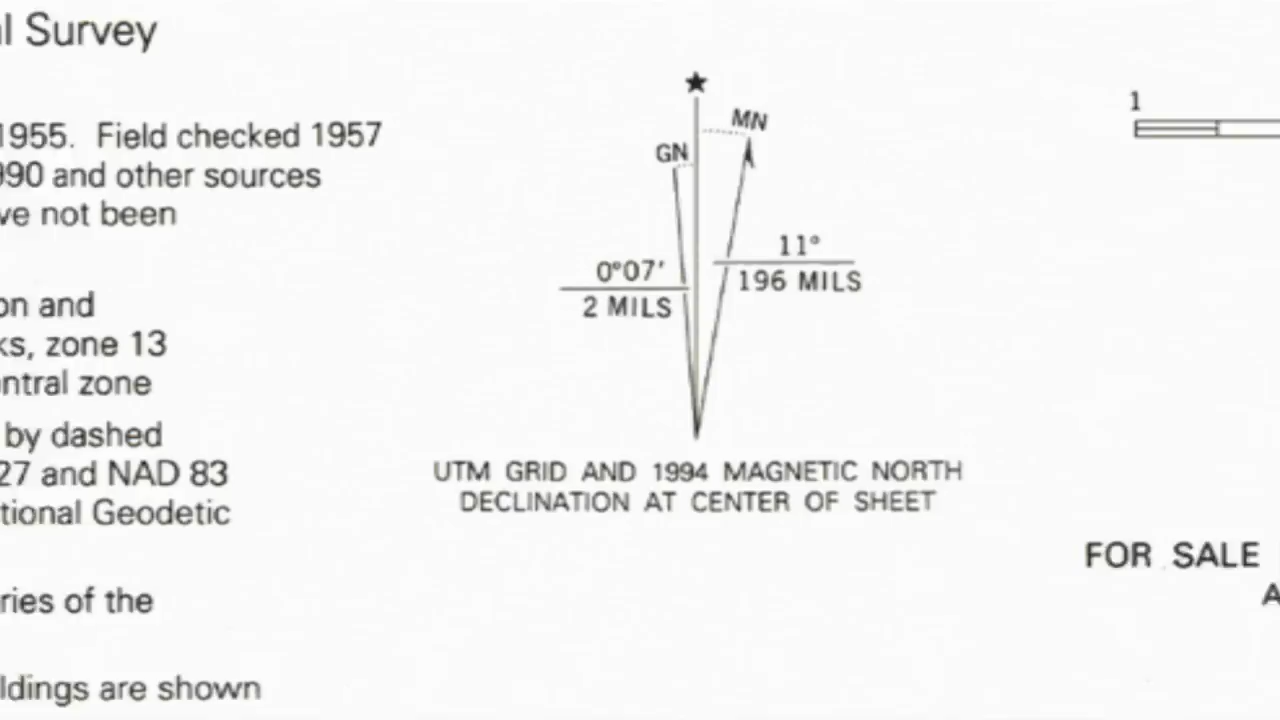 l Survey
1955. Field checked 1957
990 and other sources
ve not been
on and
ks, zone 13
ntral zone
by dashed
27 and NAD 83
tional Geodetic
ries of the
ldings are shown
★
MN
GN
11°
196 MILS
0°07'
2 MILS
UTM GRID AND 1994 MAGNETIC NORTH
DECLINATION AT CENTER OF SHEET
1
FOR SALE
A